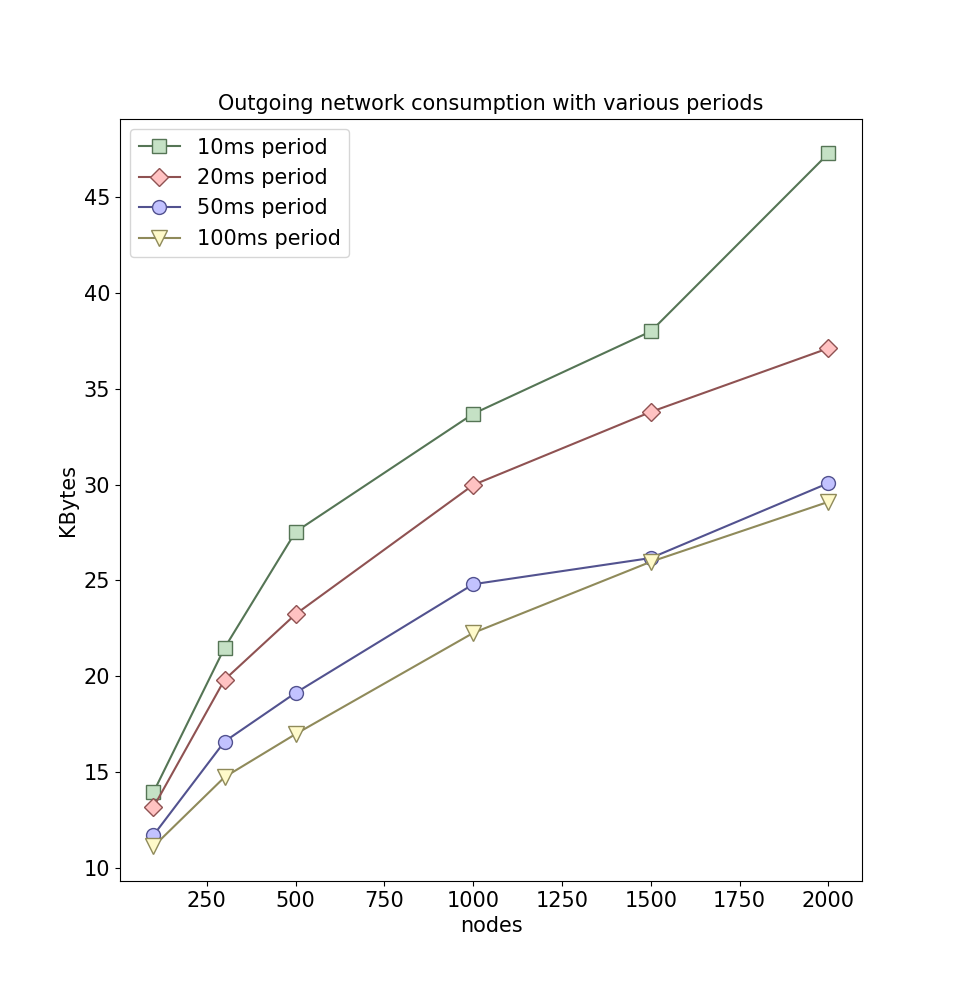 Outgoing network consumption with various periods
10ms period
20ms period
50ms period
100ms period
KBytes
45
40
35
30
25
20
15
10
250 500 750 1000 1250 1500 1750 2000
nodes